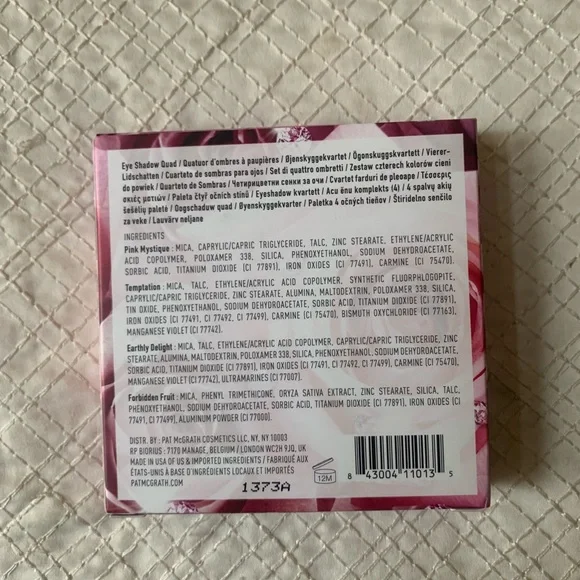 Eye Shadow Quad / Quatuor d'ombres à paupières / Øjenskyggekvartet / Ögonskuggskvartett / Vierer-
Lidschatten / Cuarteto de sombras para ojos / Set di quattro ombretti / Zestaw czterech kolorów cieni
do powiek / Quarteto de Sombras / Четирицветни сенки за очи / Cvartet farduri de pleoape / Τέσσερις
σκιές ματιών / Paleta čtyř očních stínů / Eyeshadow kvartett / Acu ēnu komplekts (4) / 4 spalvų akių
šešėlių paletė / Oogschaduw quad / Øyenskyggekvarter / Paletka 4 očných tieňov / Štiridelno senčilo
za veke / Lauvärv neljane
INGREDIENTS
Pink Mystique : MICA, CAPRYLIC/CAPRIC TRIGLYCERIDE, TALC, ZINC STEARATE, ETHYLENE/ACRYLIC
ACID COPOLYMER, POLOXAMER 338, SILICA, PHENOXYETHANOL, SODIUM DEHYDROACETATE,
SORBIC ACID, TITANIUM DIOXIDE (CI 77891), IRON OXIDES (CI 77491), CARMINE (CI 75470).
Temptation : MICA, TALC, ETHYLENE/ACRYLIC ACID COPOLYMER, SYNTHETIC FLUORPHLOGOPITE,
CAPRYLIC/CAPRIC TRIGLYCERIDE, ZINC STEARATE, ALUMINA, MALTODEXTRIN, POLOXAMER 338, SILICA,
TIN OXIDE, PHENOXYETHANOL, SODIUM DEHYDROACETATE, SORBIC ACID, TITANIUM DIOXIDE (CI 77891),
IRON OXIDES (CI 77491, CI 77492, CI 77499), CARMINE (CI 75470), BISMUTH OXYCHLORIDE (CI 77163),
MANGANESE VIOLET (CI 77742).
Earthly Delight : MICA, TALC, ETHYLENE/ACRYLIC ACID COPOLYMER, CAPRYLIC/CAPRIC TRIGLYCERIDE, ZINC
STEARATE, ALUMINA, MALTODEXTRIN, POLOXAMER 338, SILICA, PHENOXYETHANOL, SODIUM DEHYDROACETATE,
SORBIC ACID, TITANIUM DIOXIDE (CI 77891), IRON OXIDES (CI 77491, CI 77492, CI 77499), CARMINE (CI 75470),
MANGANESE VIOLET (CI 77742), ULTRAMARINES (CI 77007).
Forbidden Fruit : MICA, PHENYL TRIMETHICONE, ORYZA SATIVA EXTRACT, ZINC STEARATE, SILICA, TALC,
PHENOXYETHANOL, SODIUM DEHYDROACETATE, SORBIC ACID, TITANIUM DIOXIDE (CI 77891), IRON OXIDES (CI
77491, CI 77499), ALUMINUM POWDER (CI 77000).
DISTR. BY: PAT McGRATH COSMETICS LLC, NY, NY 10003
RP BIORIUS: 7170 MANAGE, BELGIUM / LONDON WC2H 9JQ, UK
MADE IN USA OF US & IMPORTED INGREDIENTS / FABRIQUÉ AUX
ÉTATS-UNIS À BASE D'INGRÉDIENTS LOCAUX ET IMPORTÉS
PATMCGRATH.COM
1373A
12M
8 43004 11013 5